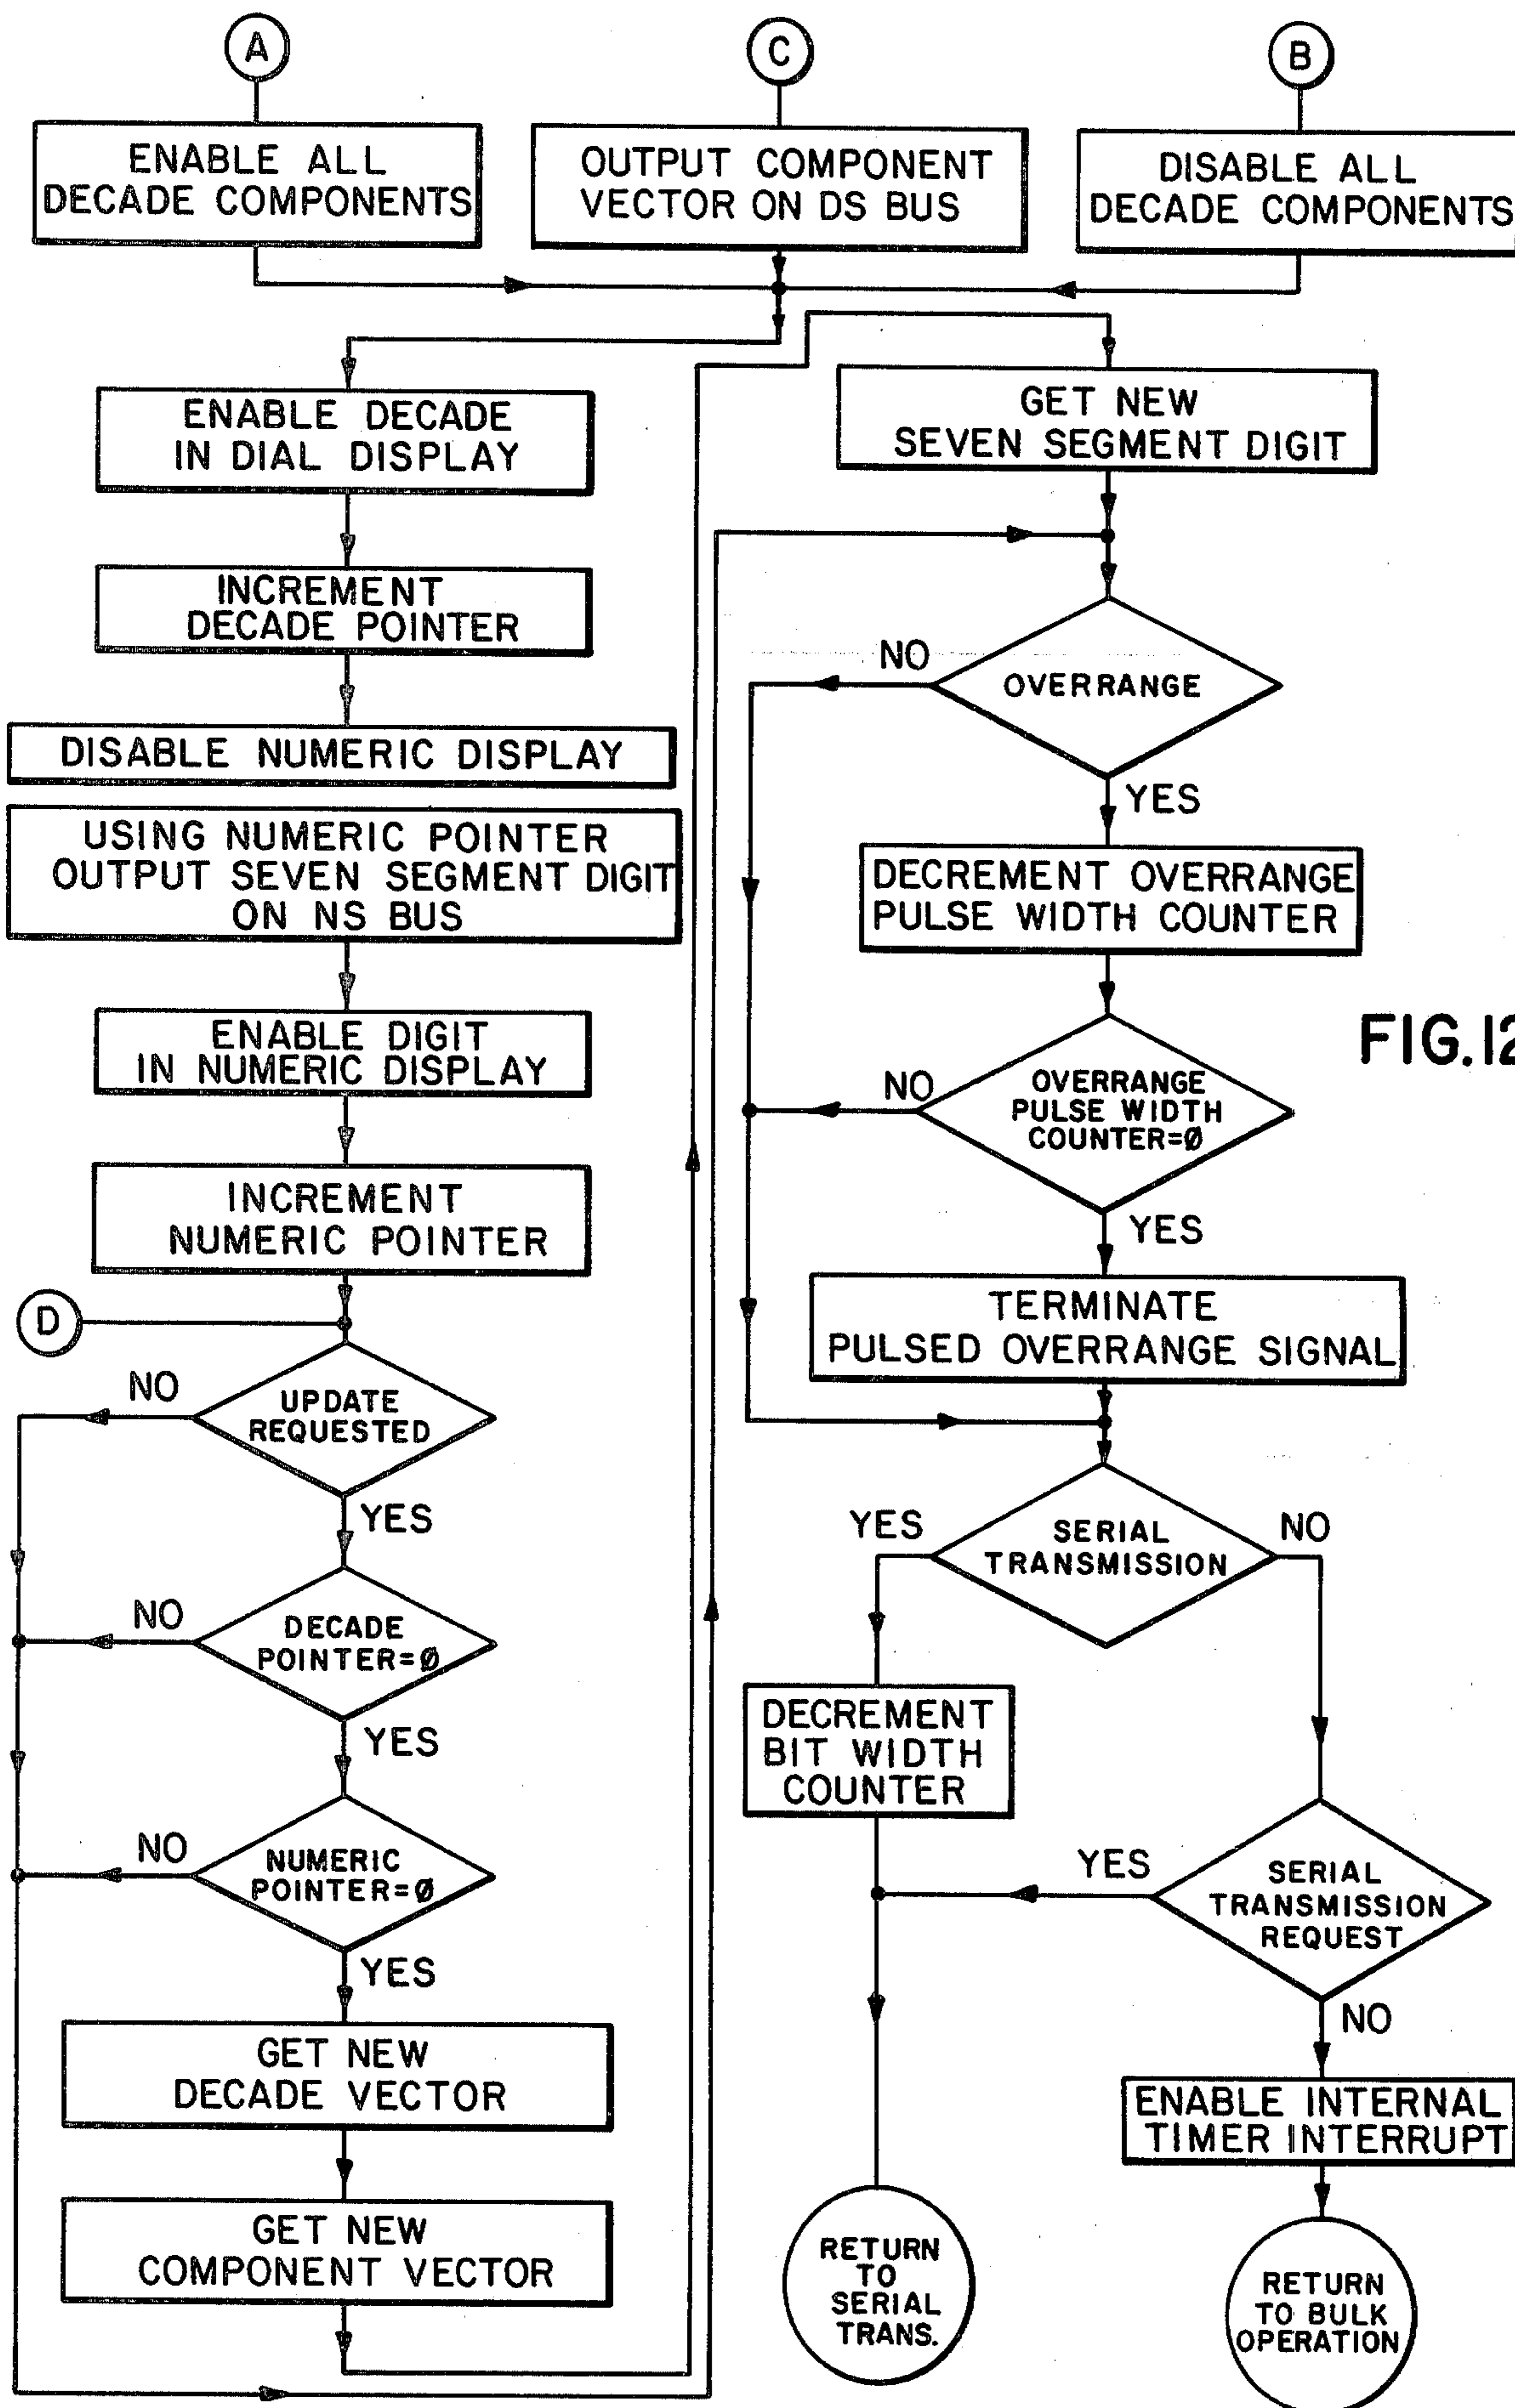 A
C
B
ENABLE ALL
DECADE COMPONENTS
OUTPUT COMPONENT
VECTOR ON DS BUS
DISABLE ALL
DECADE COMPONENTS
ENABLE DECADE
IN DIAL DISPLAY
INCREMENT
DECADE POINTER
DISABLE NUMERIC DISPLAY
USING NUMERIC POINTER
OUTPUT SEVEN SEGMENT DIGIT
ON NS BUS
ENABLE DIGIT
IN NUMERIC DISPLAY
INCREMENT
NUMERIC POINTER
D
NO
UPDATE
REQUESTED
YES
NO
DECADE
POINTER=Ø
YES
NO
NUMERIC
POINTER=Ø
YES
GET NEW
DECADE VECTOR
GET NEW
COMPONENT VECTOR
GET NEW
SEVEN SEGMENT DIGIT
NO
OVERRANGE
YES
DECREMENT OVERRANGE
PULSE WIDTH COUNTER
FIG.12
NO
OVERRANGE
PULSE WIDTH
COUNTER=Ø
YES
TERMINATE
PULSED OVERRANGE SIGNAL
YES
SERIAL
TRANSMISSION
NO
DECREMENT
BIT WIDTH
COUNTER
YES
SERIAL
TRANSMISSION
REQUEST
NO
ENABLE INTERNAL
TIMER INTERRUPT
RETURN
TO
SERIAL
TRANS.
RETURN
TO BULK
OPERATION